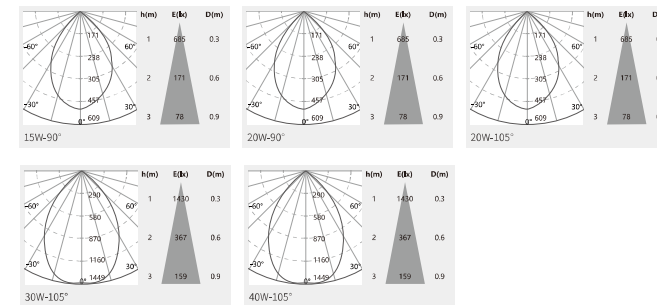 h(m) E(lx) D(m)
171
-60° 60°
1 685 0.3
238
2 171 0.6
305
457
-30° 30°
0° 609
3 78 0.9
15W-90°
h(m) E(lx) D(m)
171
-60° 60°
1 685 0.3
238
2 171 0.6
305
457
-30° 30°
0° 609
3 78 0.9
20W-90°
h(m) E(lx) D(m)
171
-60° 60°
1 685
238
2 171
305
457
-30° 30°
0° 609
3 78
20W-105°
h(m) E(lx) D(m)
290
-60° 60°
1 1430 0.3
580
2 367 0.6
870
1160
-30° 30°
0° 1449
3 159 0.9
30W-105°
h(m) E(lx) D(m)
290
-60° 60°
1 1430 0.3
580
2 367 0.6
870
1160
-30° 30°
0° 1449
3 159 0.9
40W-105°